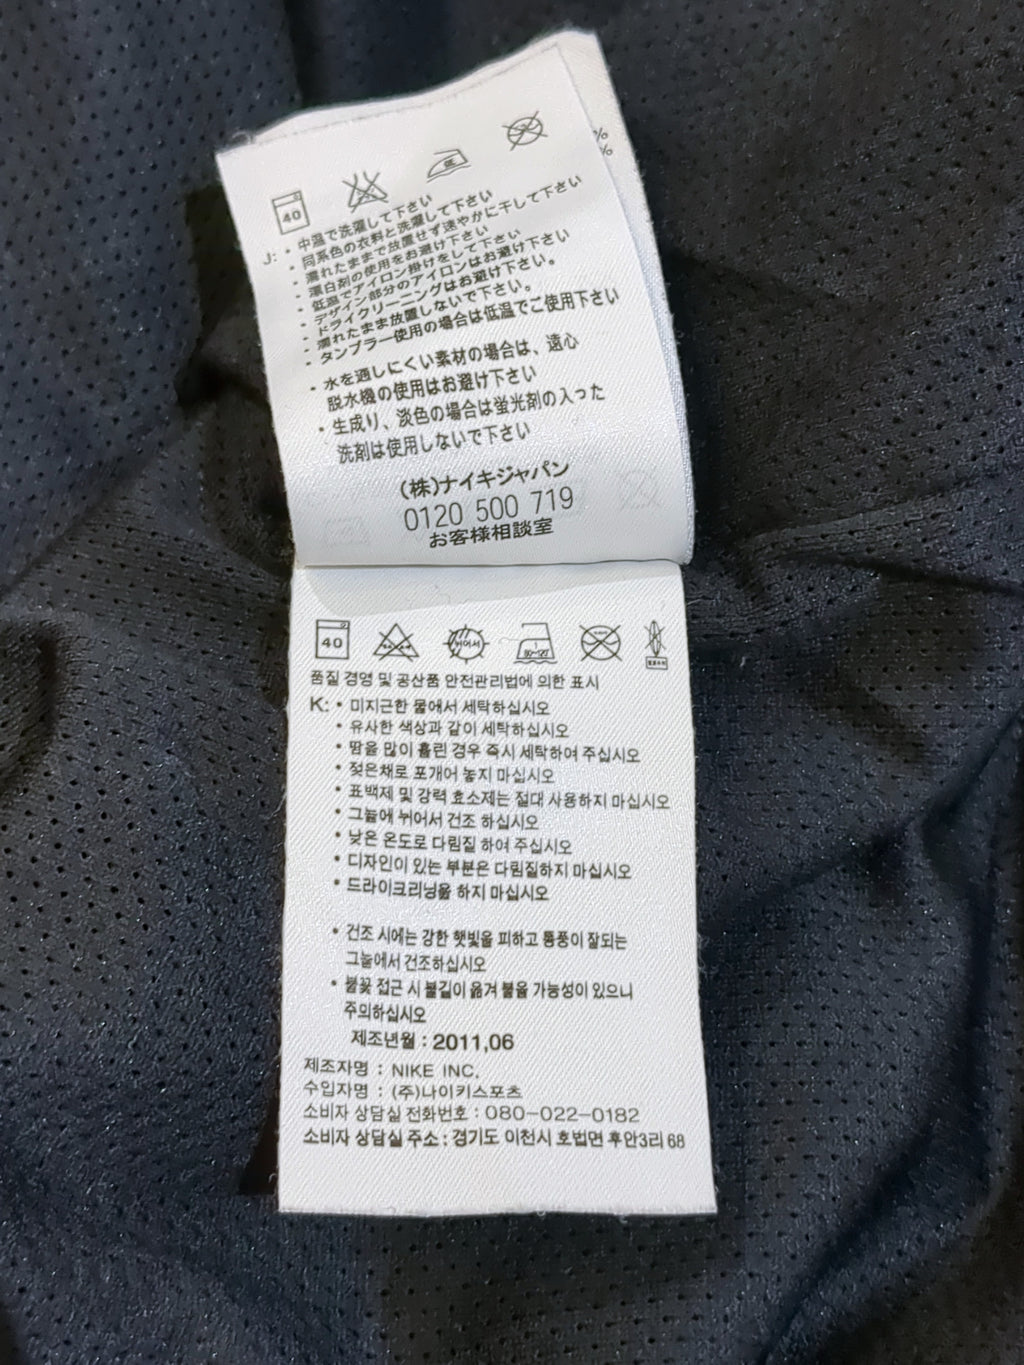 %
%
40
J: ・中温で洗濯して下さい
・同系色の衣料と洗濯して下さい
・濡れたままで放置せず速やかに干して下さい
・漂白剤の使用をお避け下さい
・低温でアイロン掛けをして下さい
・デザイン部分のアイロンはお避け下さい
・ドライクリーニングはお避け下さい。
・濡れたまま放置しないで下さい。
・タンブラー使用の場合は低温でご使用下さい
・水を通しにくい素材の場合は、遠心
脱水機の使用はお避け下さい
・生成り、淡色の場合は蛍光剤の入った
洗剤は使用しないで下さい
(株)ナイキジャパン
0120 500 719
お客様相談室
40 뉘어서 80~120℃
품질 경영 및 공산품 안전관리법에 의한 표시
K: • 미지근한 물에서 세탁하십시오
• 유사한 색상과 같이 세탁하십시오
• 땀을 많이 흘린 경우 즉시 세탁하여 주십시오
• 젖은채로 포개어 놓지 마십시오
• 표백제 및 강력 효소제는 절대 사용하지 마십시오
• 그늘에 뉘어서 건조 하십시오
• 낮은 온도로 다림질 하여 주십시오
• 디자인이 있는 부분은 다림질하지 마십시오
• 드라이크리닝을 하지 마십시오
• 건조 시에는 강한 햇빛을 피하고 통풍이 잘되는
그늘에서 건조하십시오
• 불꽃 접근 시 불길이 옮겨 붙을 가능성이 있으니
주의하십시오
제조년월 : 2011,06
제조자명 : NIKE INC.
수입자명 : (주)나이키스포츠
소비자 상담실 전화번호 : 080-022-0182
소비자 상담실 주소 : 경기도 이천시 호법면 후안3리 68